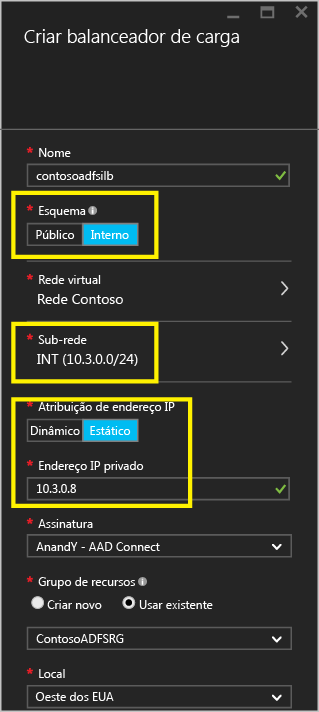 Criar balanceador de carga
* Nome
contosoadfsilb
* Esquema
Público Interno
* Rede virtual
Rede Contoso
* Sub-rede
INT (10.3.0.0/24)
* Atribuição de endereço IP
Dinâmico Estático
* Endereço IP privado
10.3.0.8
* Assinatura
AnandY - AAD Connect
* Grupo de recursos
Criar novo Usar existente
ContosoADFSRG
* Local
Oeste dos EUA